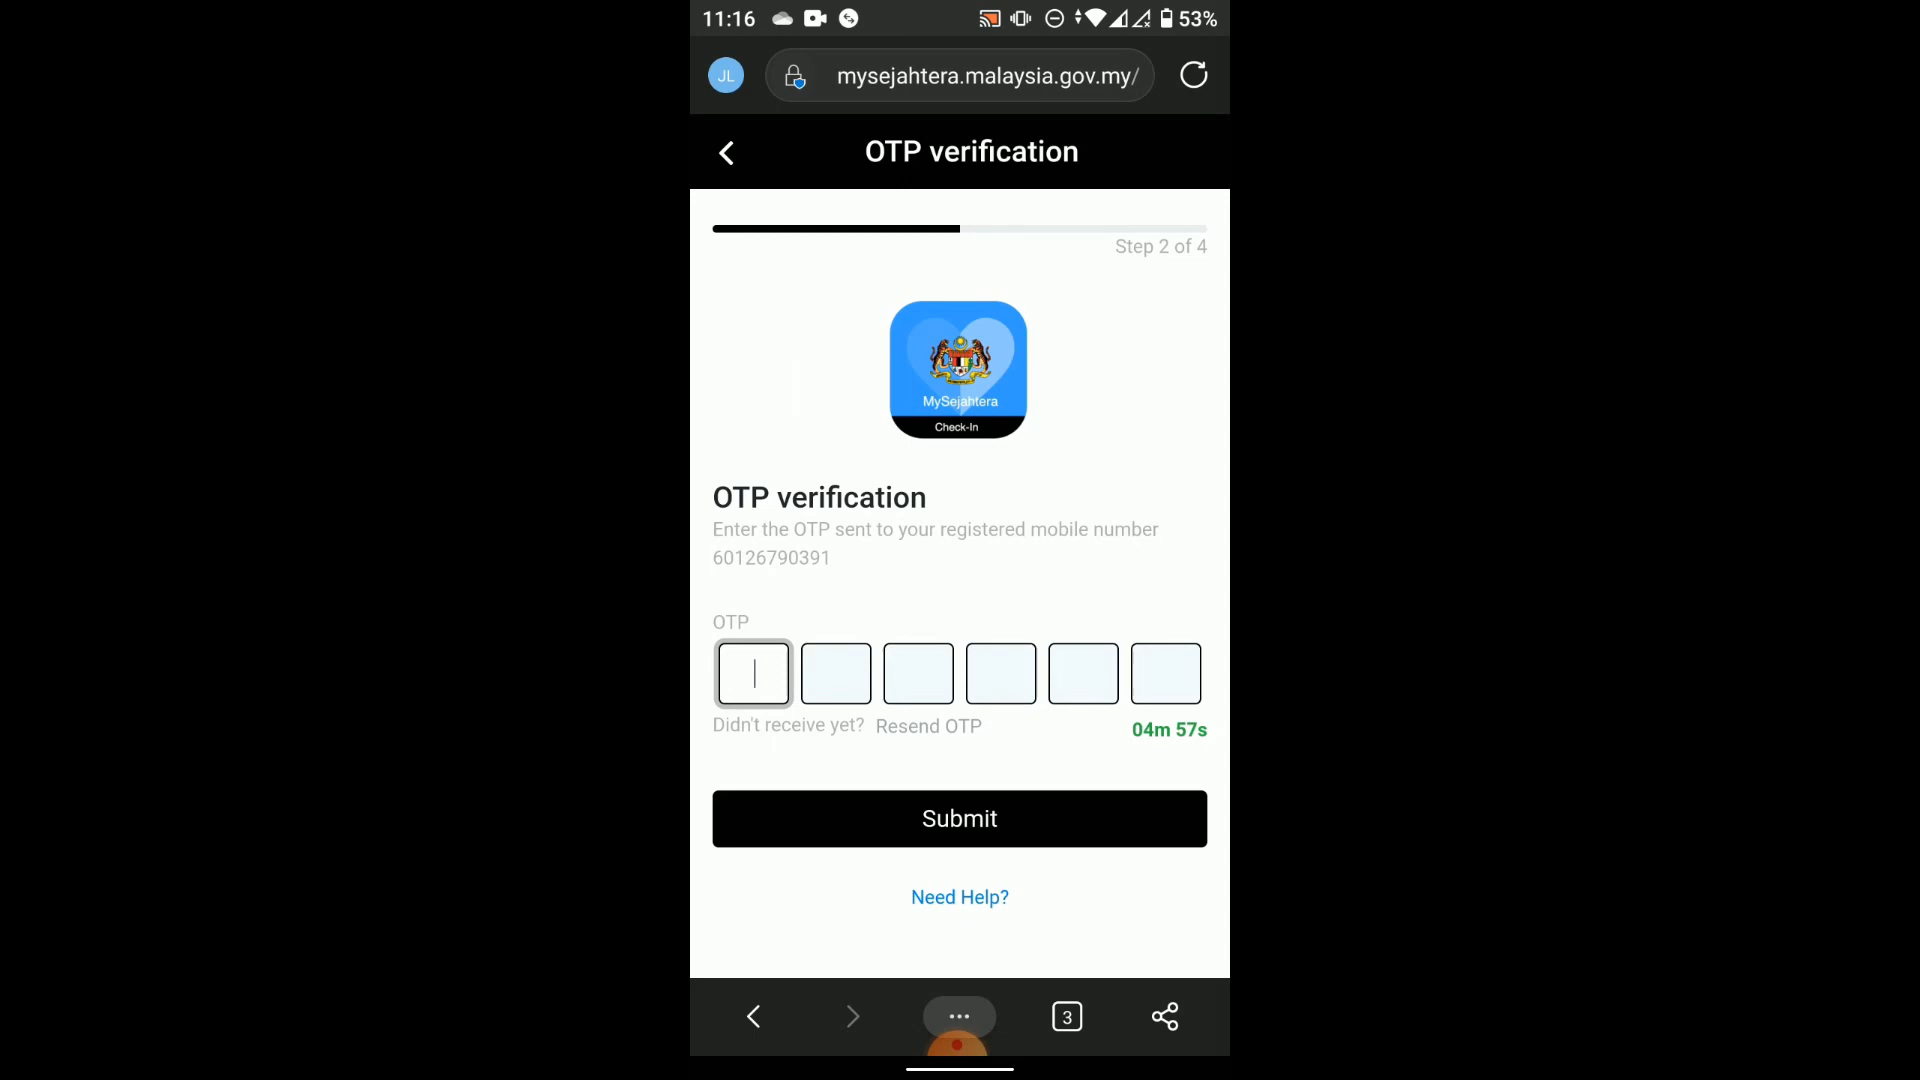 11:16
53%
JL
mysejahtera.malaysia.gov.my/
OTP verification
Step 2 of 4
MySejahtera
Check-In
OTP verification
Enter the OTP sent to your registered mobile number
60126790391
OTP
Didn't receive yet? Resend OTP
04m 57s
Submit
Need Help?
3